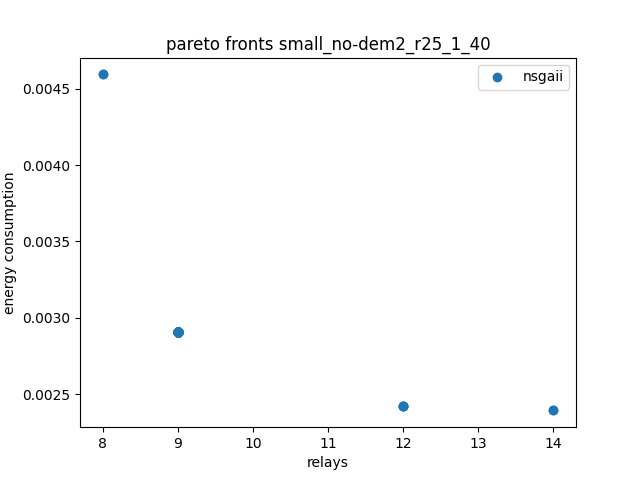 pareto fronts small_no-dem2_r25_1_40
nsgaii
energy consumption
0.0045
0.0040
0.0035
0.0030
0.0025
8 9 10 11 12 13 14
relays